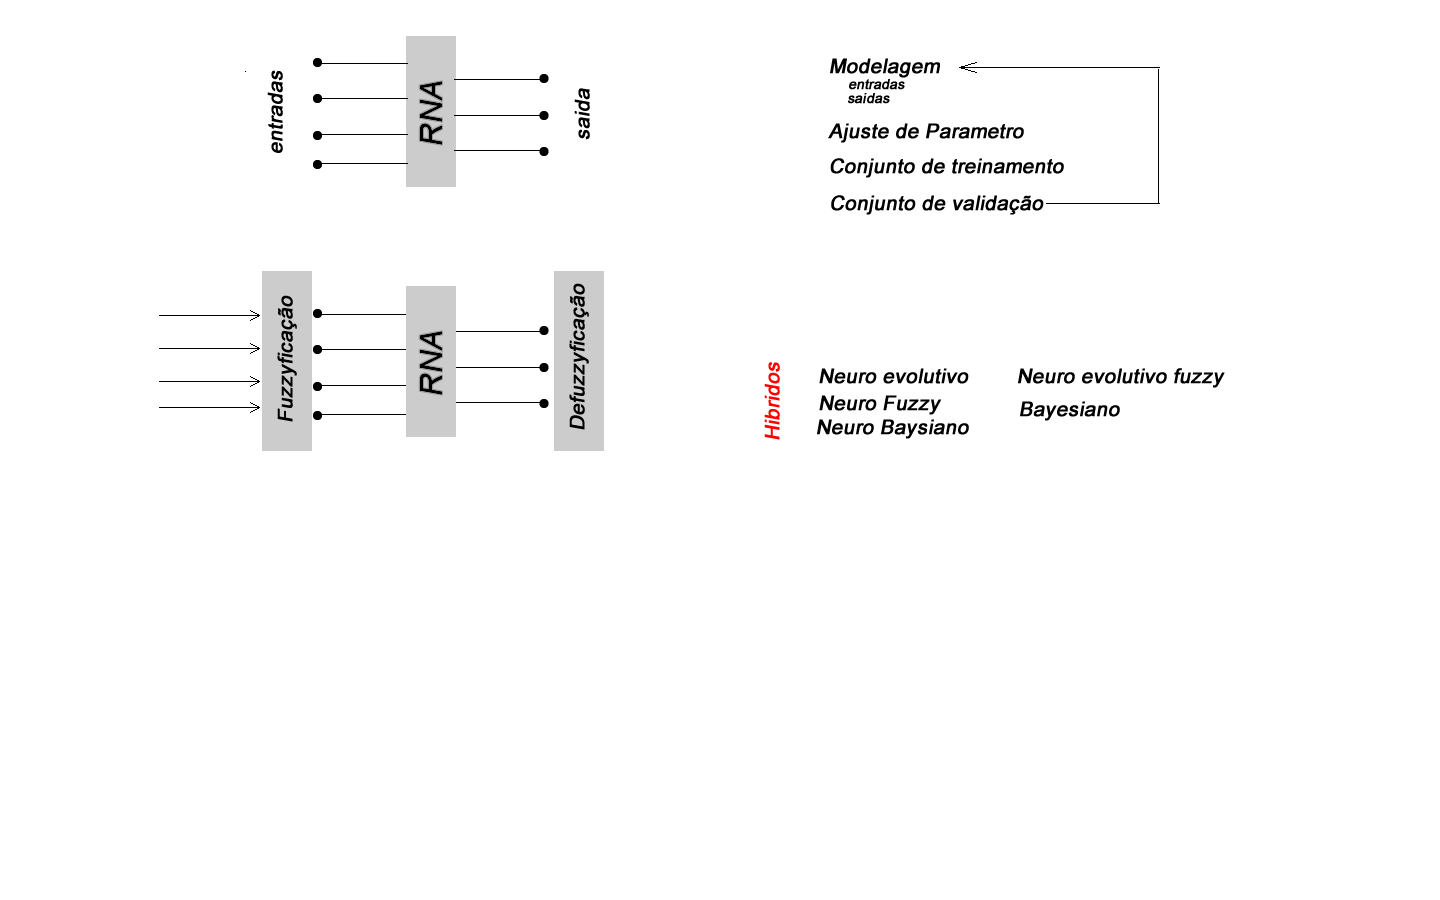 entradas
RNA
saida
Modelagem
entradas
saidas
Ajuste de Parametro
Conjunto de treinamento
Conjunto de validação
Fuzzyficação
RNA
Defuzzyficação
Hibridos
Neuro evolutivo
Neuro Fuzzy
Neuro Baysiano
Neuro evolutivo fuzzy
Bayesiano